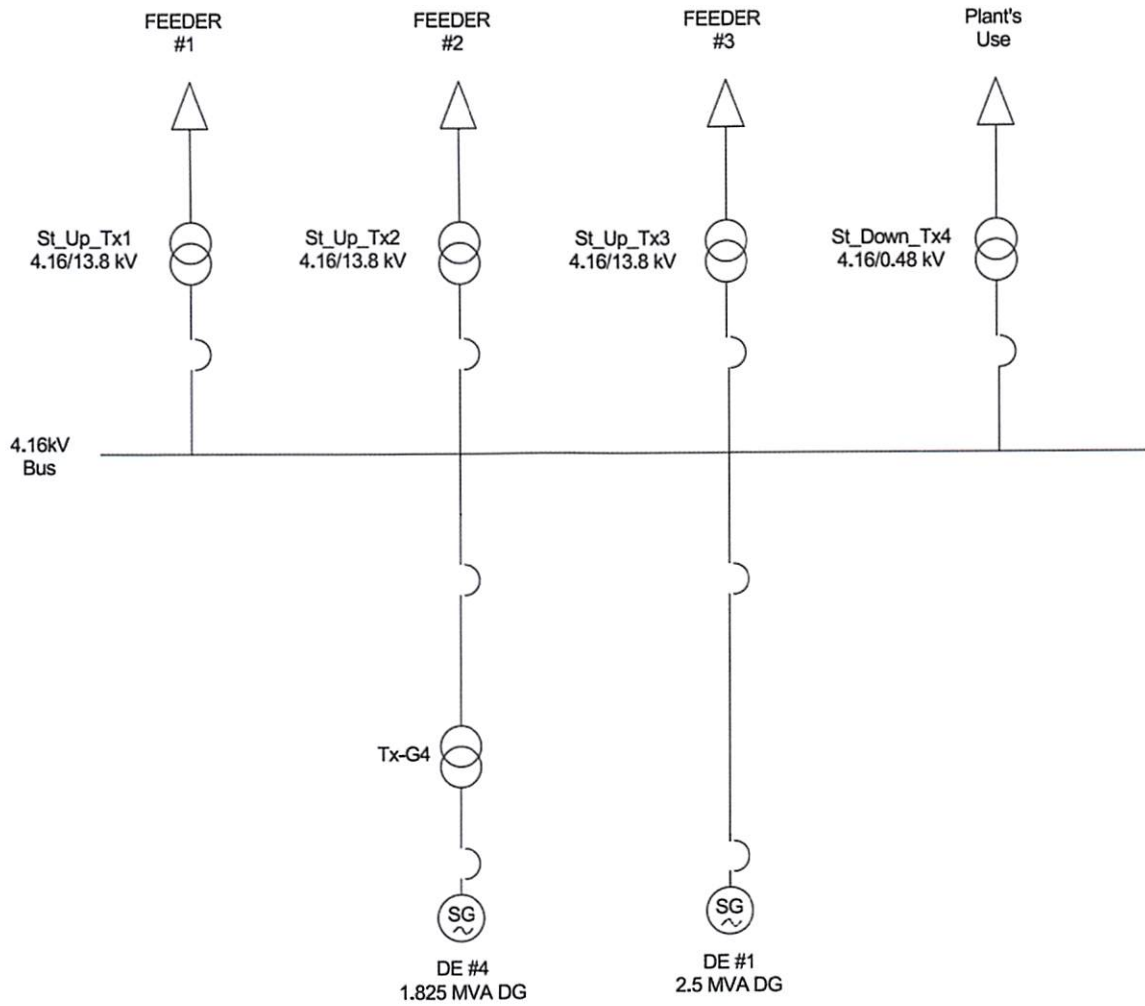 FEEDER
#1
FEEDER
#2
FEEDER
#3
Plant's
Use
St_Up_Tx1
4.16/13.8 kV
St_Up_Tx2
4.16/13.8 kV
St_Up_Tx3
4.16/13.8 kV
St_Down_Tx4
4.16/0.48 kV
4.16kV
Bus
Tx-G4
SG
SG
DE #4
1.825 MVA DG
DE #1
2.5 MVA DG